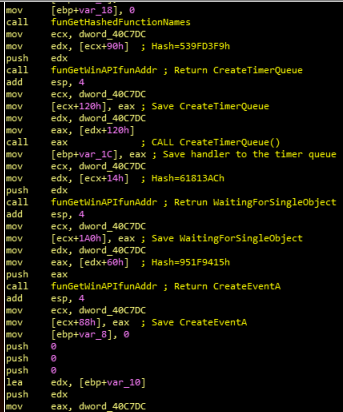 mov [ebp+var_18], 0
call funGetHashedFunctionNames
mov ecx, dword_40C7DC
mov edx, [ecx+90h] ; Hash=539FD3F9h
push edx
call funGetWinAPIfunAddr ; Return CreateTimerQueue
add esp, 4
mov ecx, dword_40C7DC
mov [ecx+120h], eax ; Save CreateTimerQueue
mov edx, dword_40C7DC
mov eax, [edx+120h]
call eax ; CALL CreateTimerQueue()
mov [ebp+var_1C], eax ; Save handler to the timer queue
mov ecx, dword_40C7DC
mov edx, [ecx+14h] ; Hash=61813ACh
push edx
call funGetWinAPIfunAddr ; Retrun WaitingForSingleObject
add esp, 4
mov ecx, dword_40C7DC
mov [ecx+1A0h], eax ; Save WaitingForSingleObject
mov edx, dword_40C7DC
mov eax, [edx+60h] ; Hash=951F9415h
push eax
call funGetWinAPIfunAddr ; Return CreateEventA
add esp, 4
mov ecx, dword_40C7DC
mov [ecx+88h], eax ; Save CreateEventA
mov [ebp+var_8], 0
push 0
push 0
push 0
lea edx, [ebp+var_10]
push edx
mov eax, dword_40C7DC